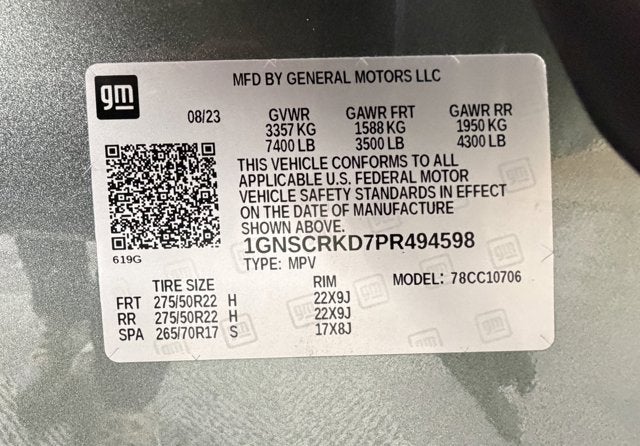 gm
MFD BY GENERAL MOTORS LLC
08/23 GVWR GAWR FRT GAWR RR
3357 KG 1588 KG 1950 KG
7400 LB 3500 LB 4300 LB
THIS VEHICLE CONFORMS TO ALL
APPLICABLE U.S. FEDERAL MOTOR
VEHICLE SAFETY STANDARDS IN EFFECT
ON THE DATE OF MANUFACTURE
SHOWN ABOVE.
619G
1GNSCRKD7PR494598
TYPE: MPV
MODEL: 78CC10706
TIRE SIZE RIM
FRT 275/50R22 H 22X9J
RR 275/50R22 H 22X9J
SPA 265/70R17 S 17X8J